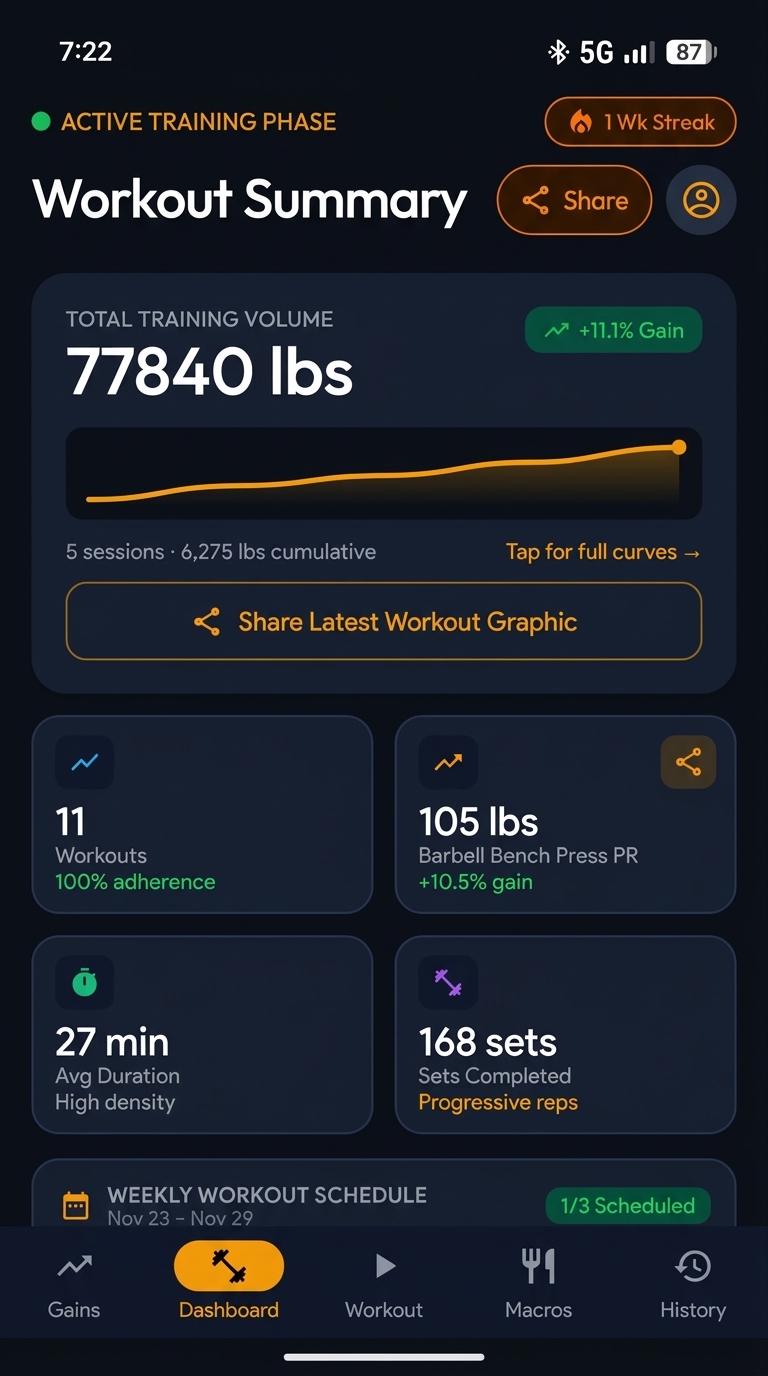 7:22
5G
87
ACTIVE TRAINING PHASE
1 Wk Streak
Workout Summary
Share
TOTAL TRAINING VOLUME
+11.1% Gain
77840 lbs
5 sessions · 6,275 lbs cumulative
Tap for full curves →
Share Latest Workout Graphic
11
Workouts
100% adherence
105 lbs
Barbell Bench Press PR
+10.5% gain
27 min
Avg Duration
High density
168 sets
Sets Completed
Progressive reps
WEEKLY WORKOUT SCHEDULE
Nov 23 – Nov 29
1/3 Scheduled
Gains
Dashboard
Workout
Macros
History